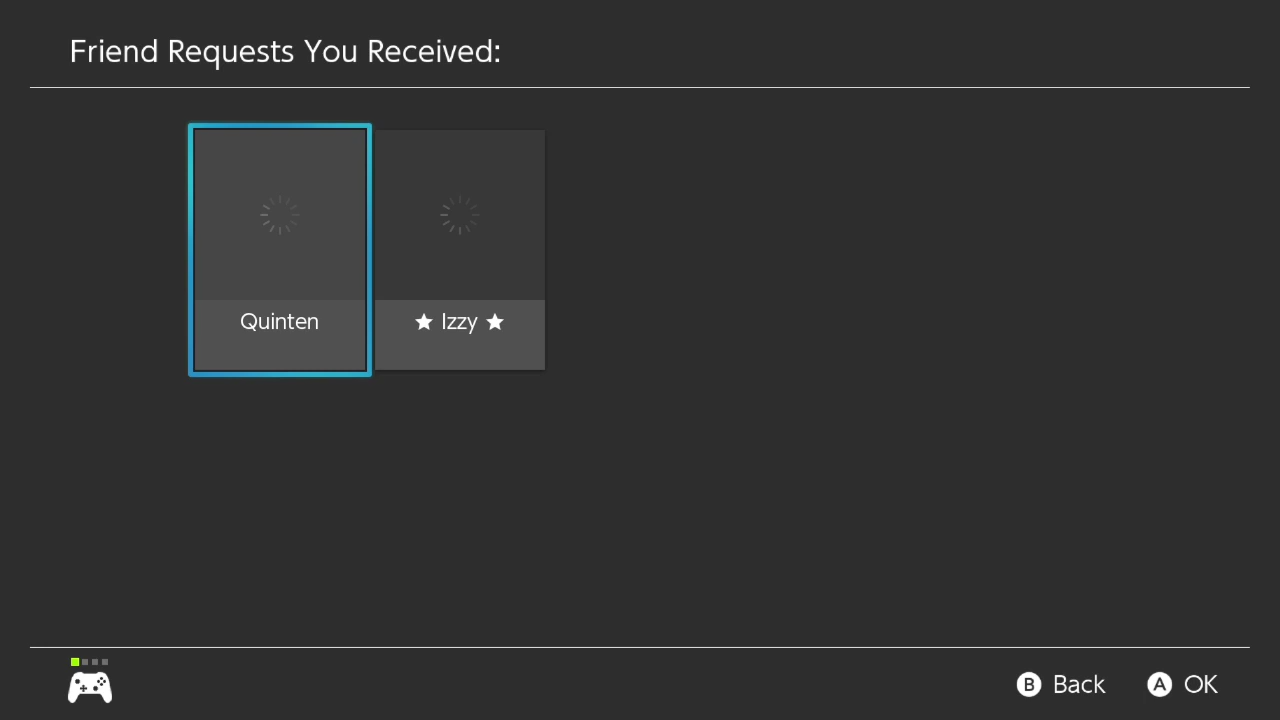 Friend Requests You Received:
Quinten
★ Izzy ★
B Back
A OK